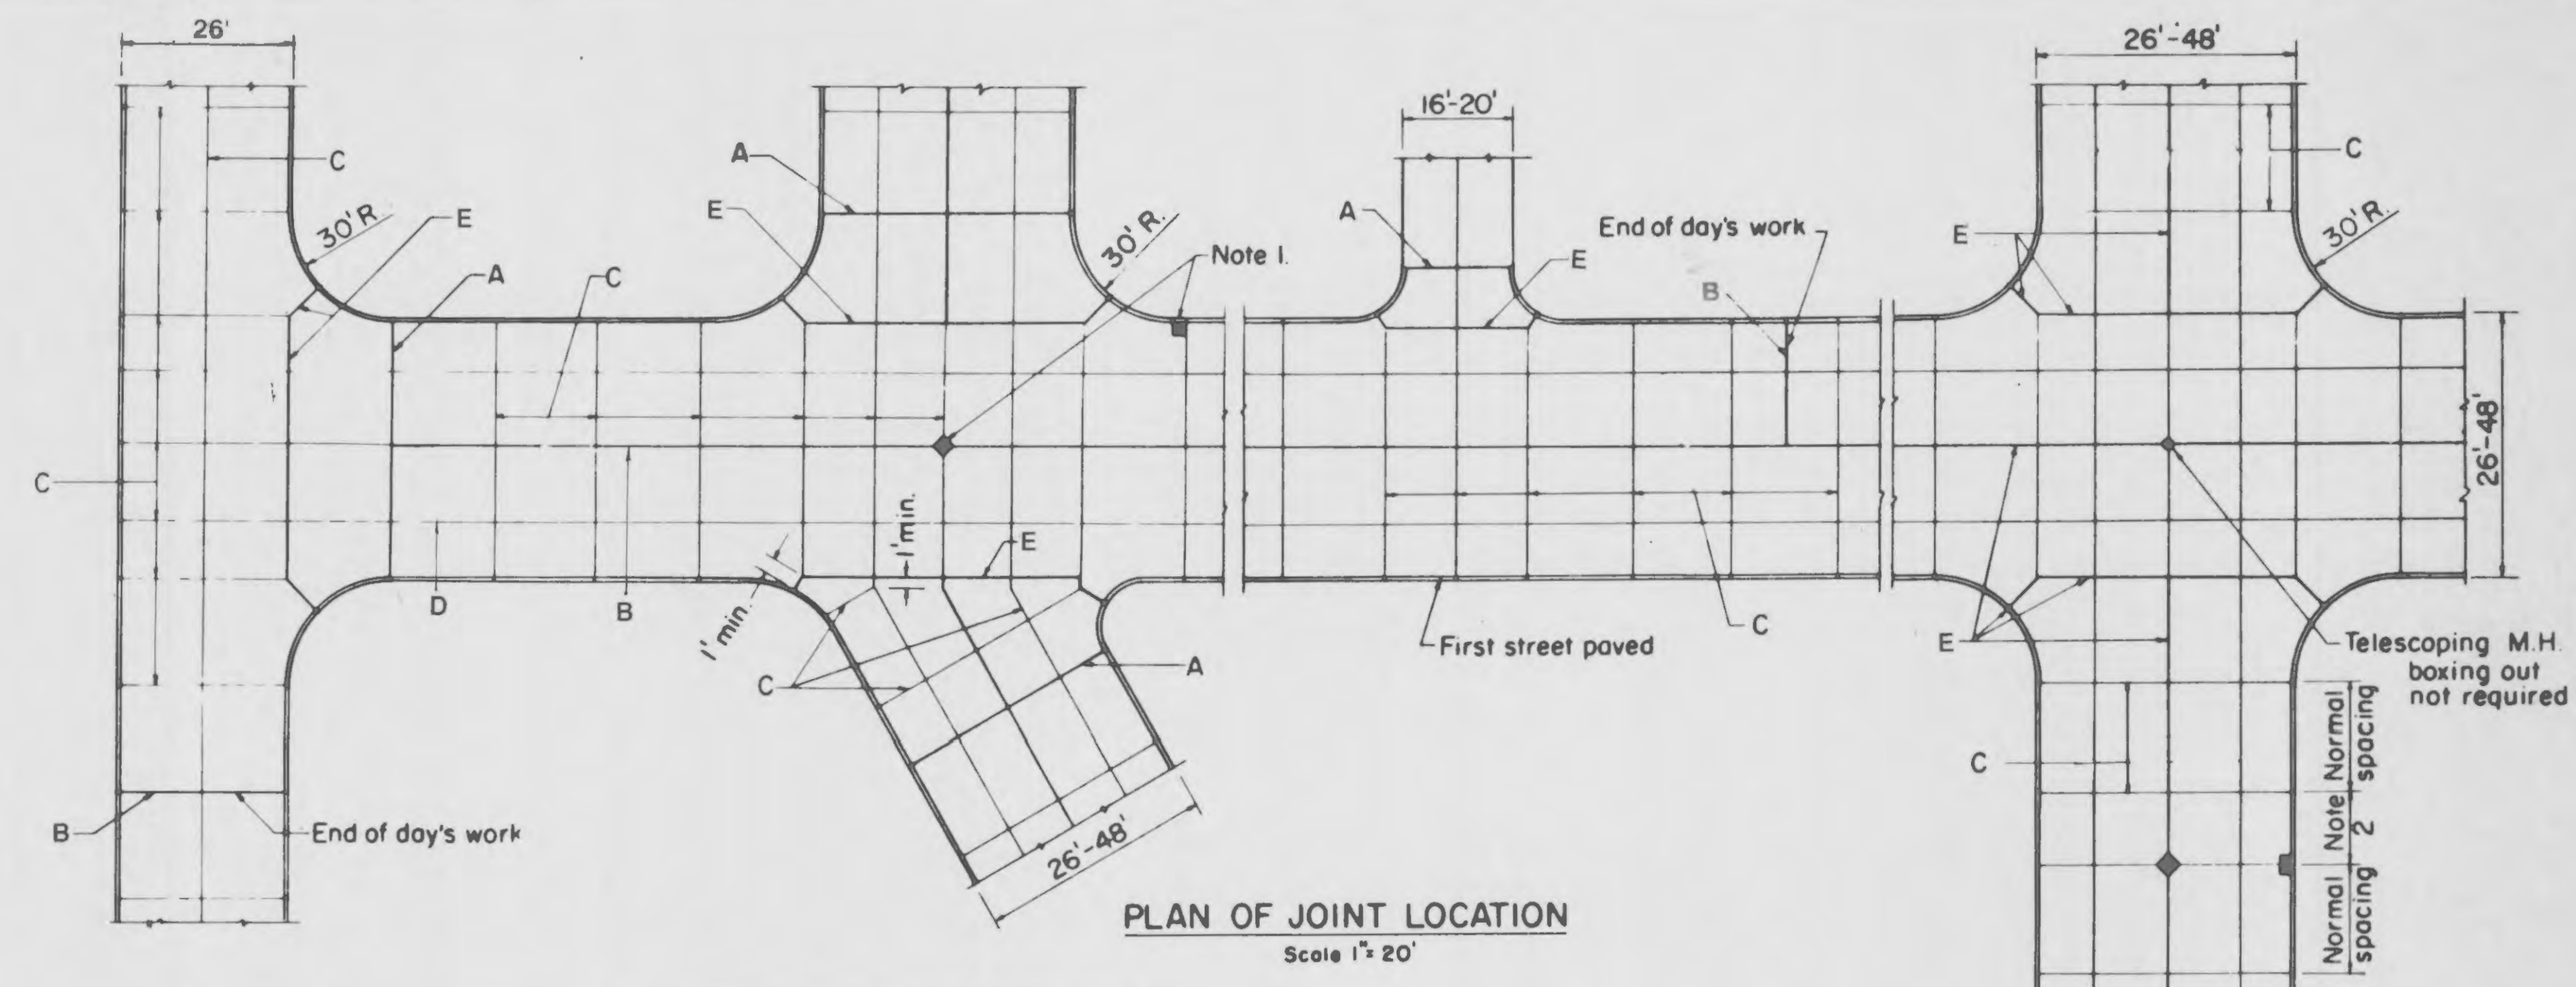 26'
26'-48'
16'-20'
C
A
C
E
30' R.
E
A
30' R.
End of day's work
E
30' R.
E
A
C
Note 1.
E
B
26'-48'
C
1' min.
E
D
B
1' min.
C
First street paved
E
C
A
Telescoping M.H.
boxing out
not required
Normal
spacing
C
Note
2
B
End of day's work
26'-48'
Normal
spacing
PLAN OF JOINT LOCATION
Scale 1"= 20'